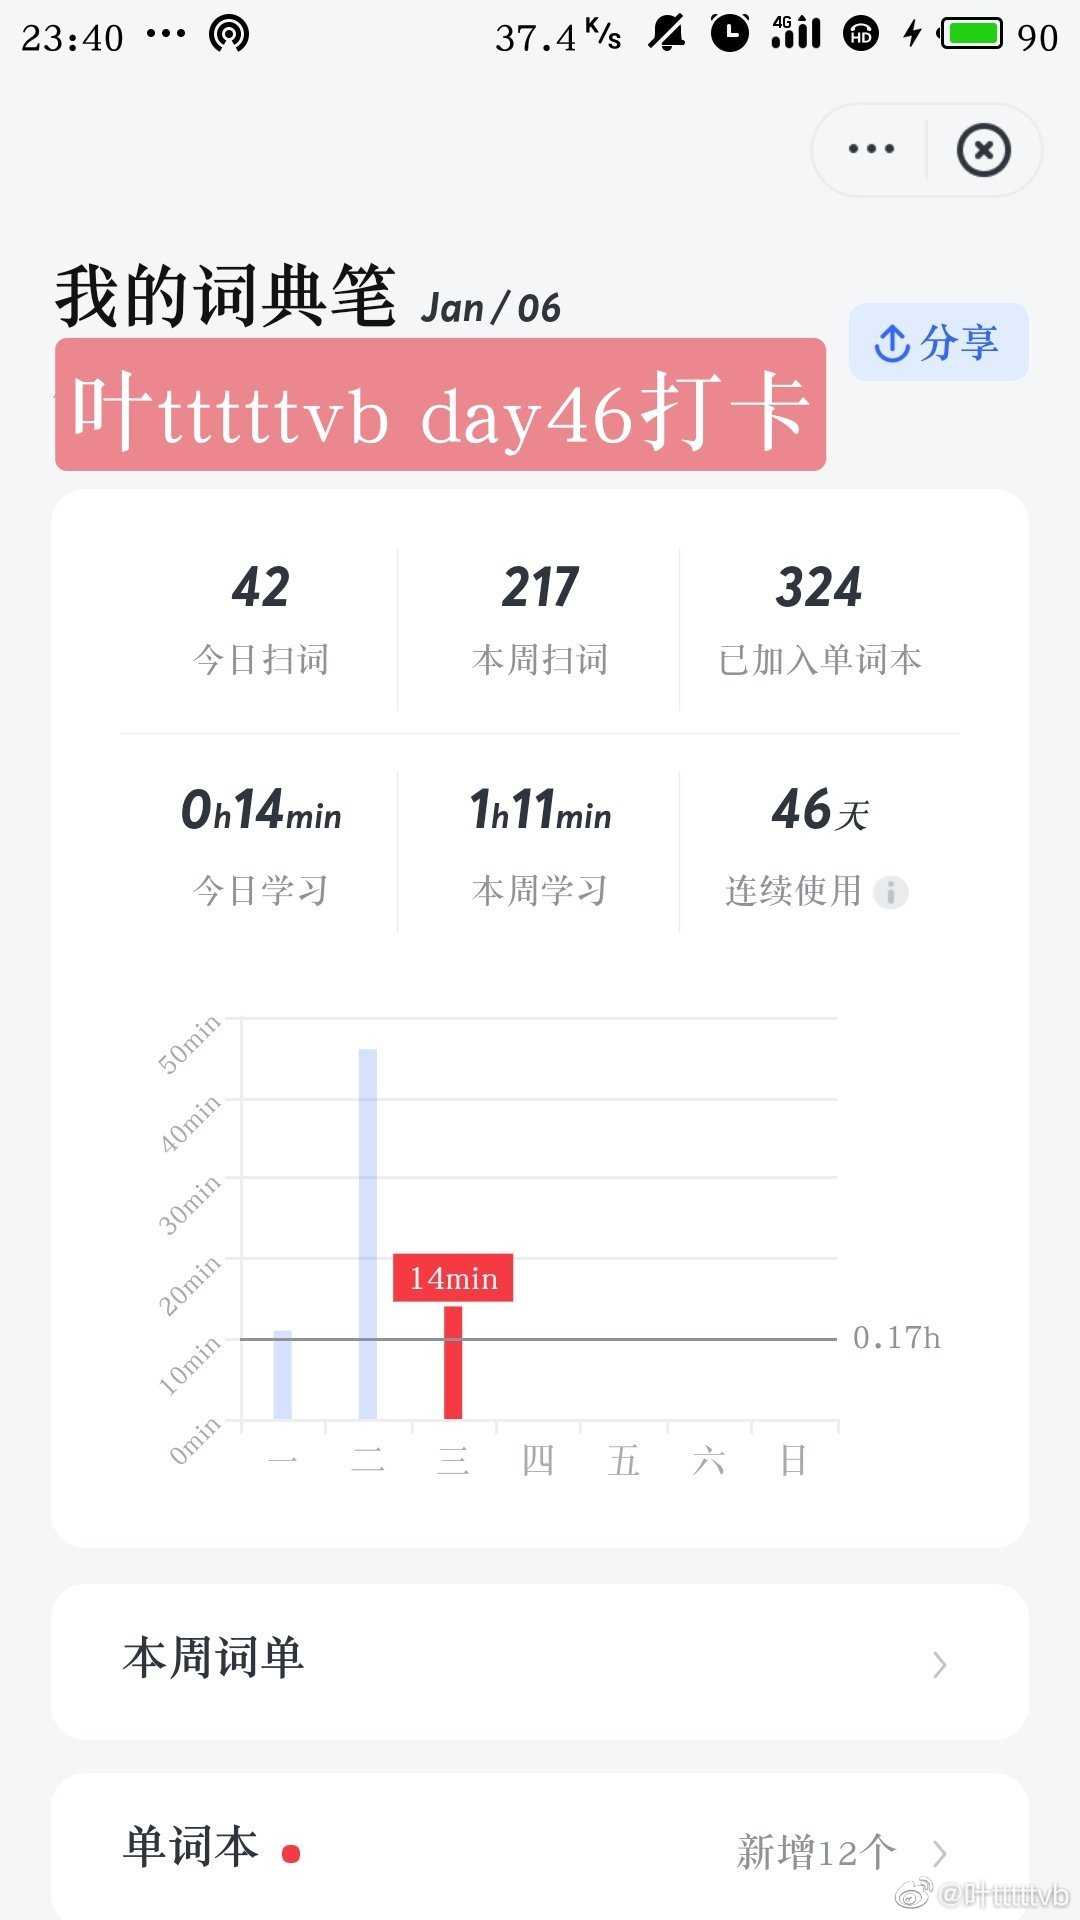 23:40 ••• 37.4 K/s 4G HD 90
•••
我的词典笔 Jan / 06
分享
叶tttttvb day46打卡
42 217 324
今日扫词 本周扫词 已加入单词本
0h14min 1h11min 46天
今日学习 本周学习 连续使用 i
50min
40min
30min
20min
14min
10min 0.17h
0min
一 二 三 四 五 六 日
本周词单
单词本 新增12个
@叶tttttvb